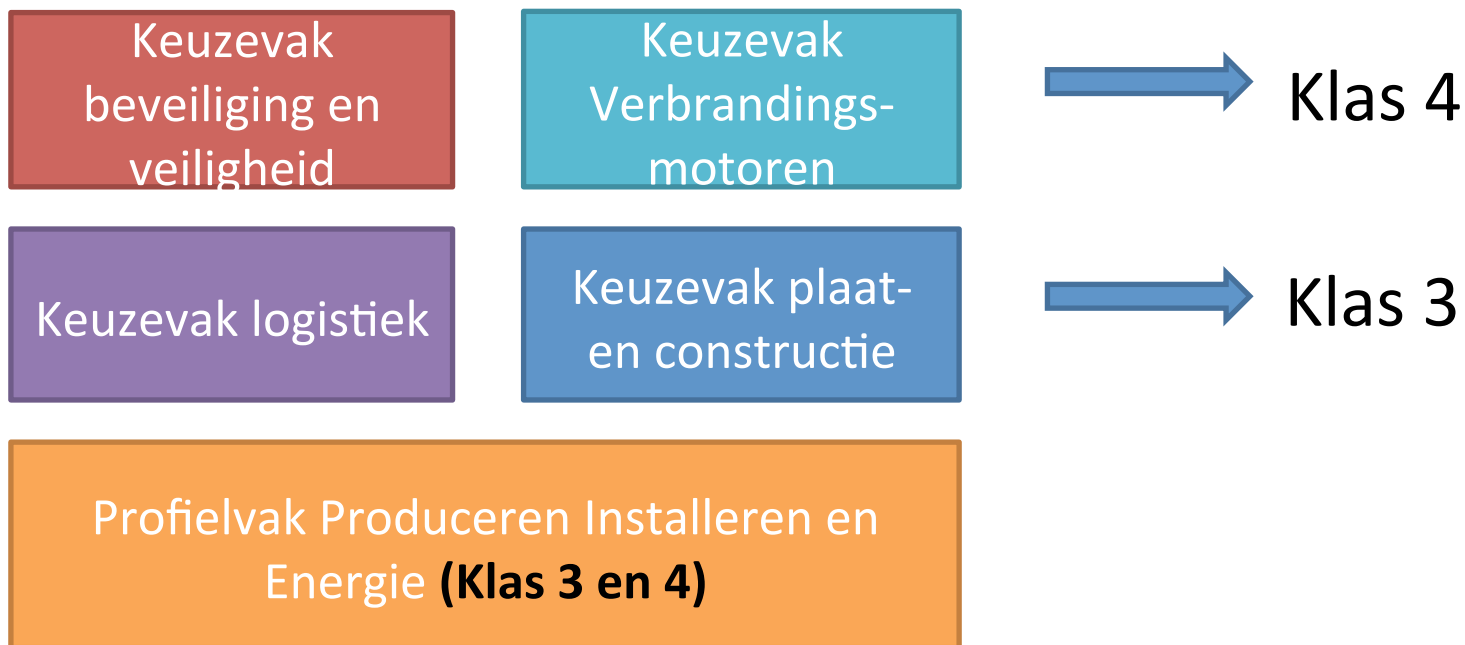 Keuzevak
beveiliging en
veiligheid
Keuzevak
Verbrandings-
motoren
Klas 4
Keuzevak logistiek
Keuzevak plaat-
en constructie
Klas 3
Profielvak Produceren Installeren en
Energie (Klas 3 en 4)